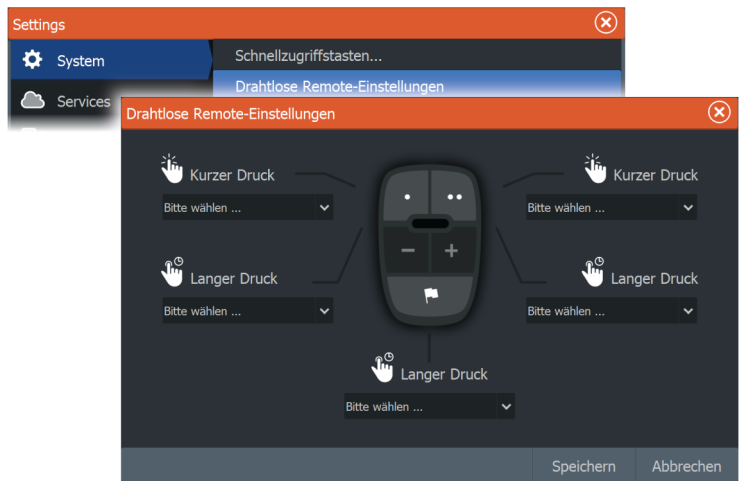 Settings
System
Schnellzugriffstasten...
Drahtlose Remote-Einstellungen
Services
Drahtlose Remote-Einstellungen
Kurzer Druck
Kurzer Druck
Bitte wählen ...
Bitte wählen ...
Langer Druck
Langer Druck
Bitte wählen ...
Bitte wählen ...
Langer Druck
Bitte wählen ...
Speichern
Abbrechen